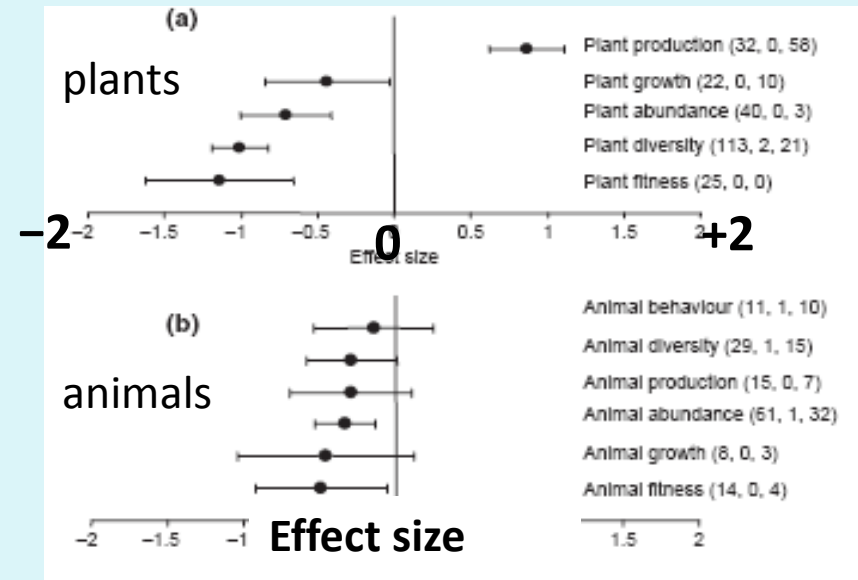 (a)
plants
Plant production (32, 0, 58)
Plant growth (22, 0, 10)
Plant abundance (40, 0, 3)
Plant diversity (113, 2, 21)
Plant fitness (25, 0, 0)
−2 −2 −1.5 −1 −0.5 0 0.5 1 1.5 2 +2
Effect size
(b)
animals
Animal behaviour (11, 1, 10)
Animal diversity (29, 1, 15)
Animal production (15, 0, 7)
Animal abundance (61, 1, 32)
Animal growth (8, 0, 3)
Animal fitness (14, 0, 4)
−2 −1.5 −1 Effect size 1.5 2